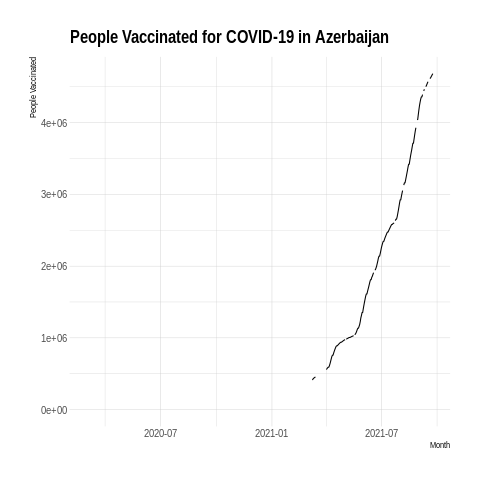 People Vaccinated for COVID-19 in Azerbaijan
People Vaccinated
4e+06
3e+06
2e+06
1e+06
0e+00
2020-07 2021-01 2021-07
Month